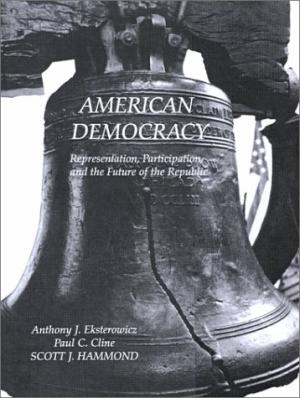 AMERICAN
DEMOCRACY
Representation, Participation,
and the Future of the Republic
Anthony J. Eksterowicz
Paul C. Cline
SCOTT J. HAMMOND